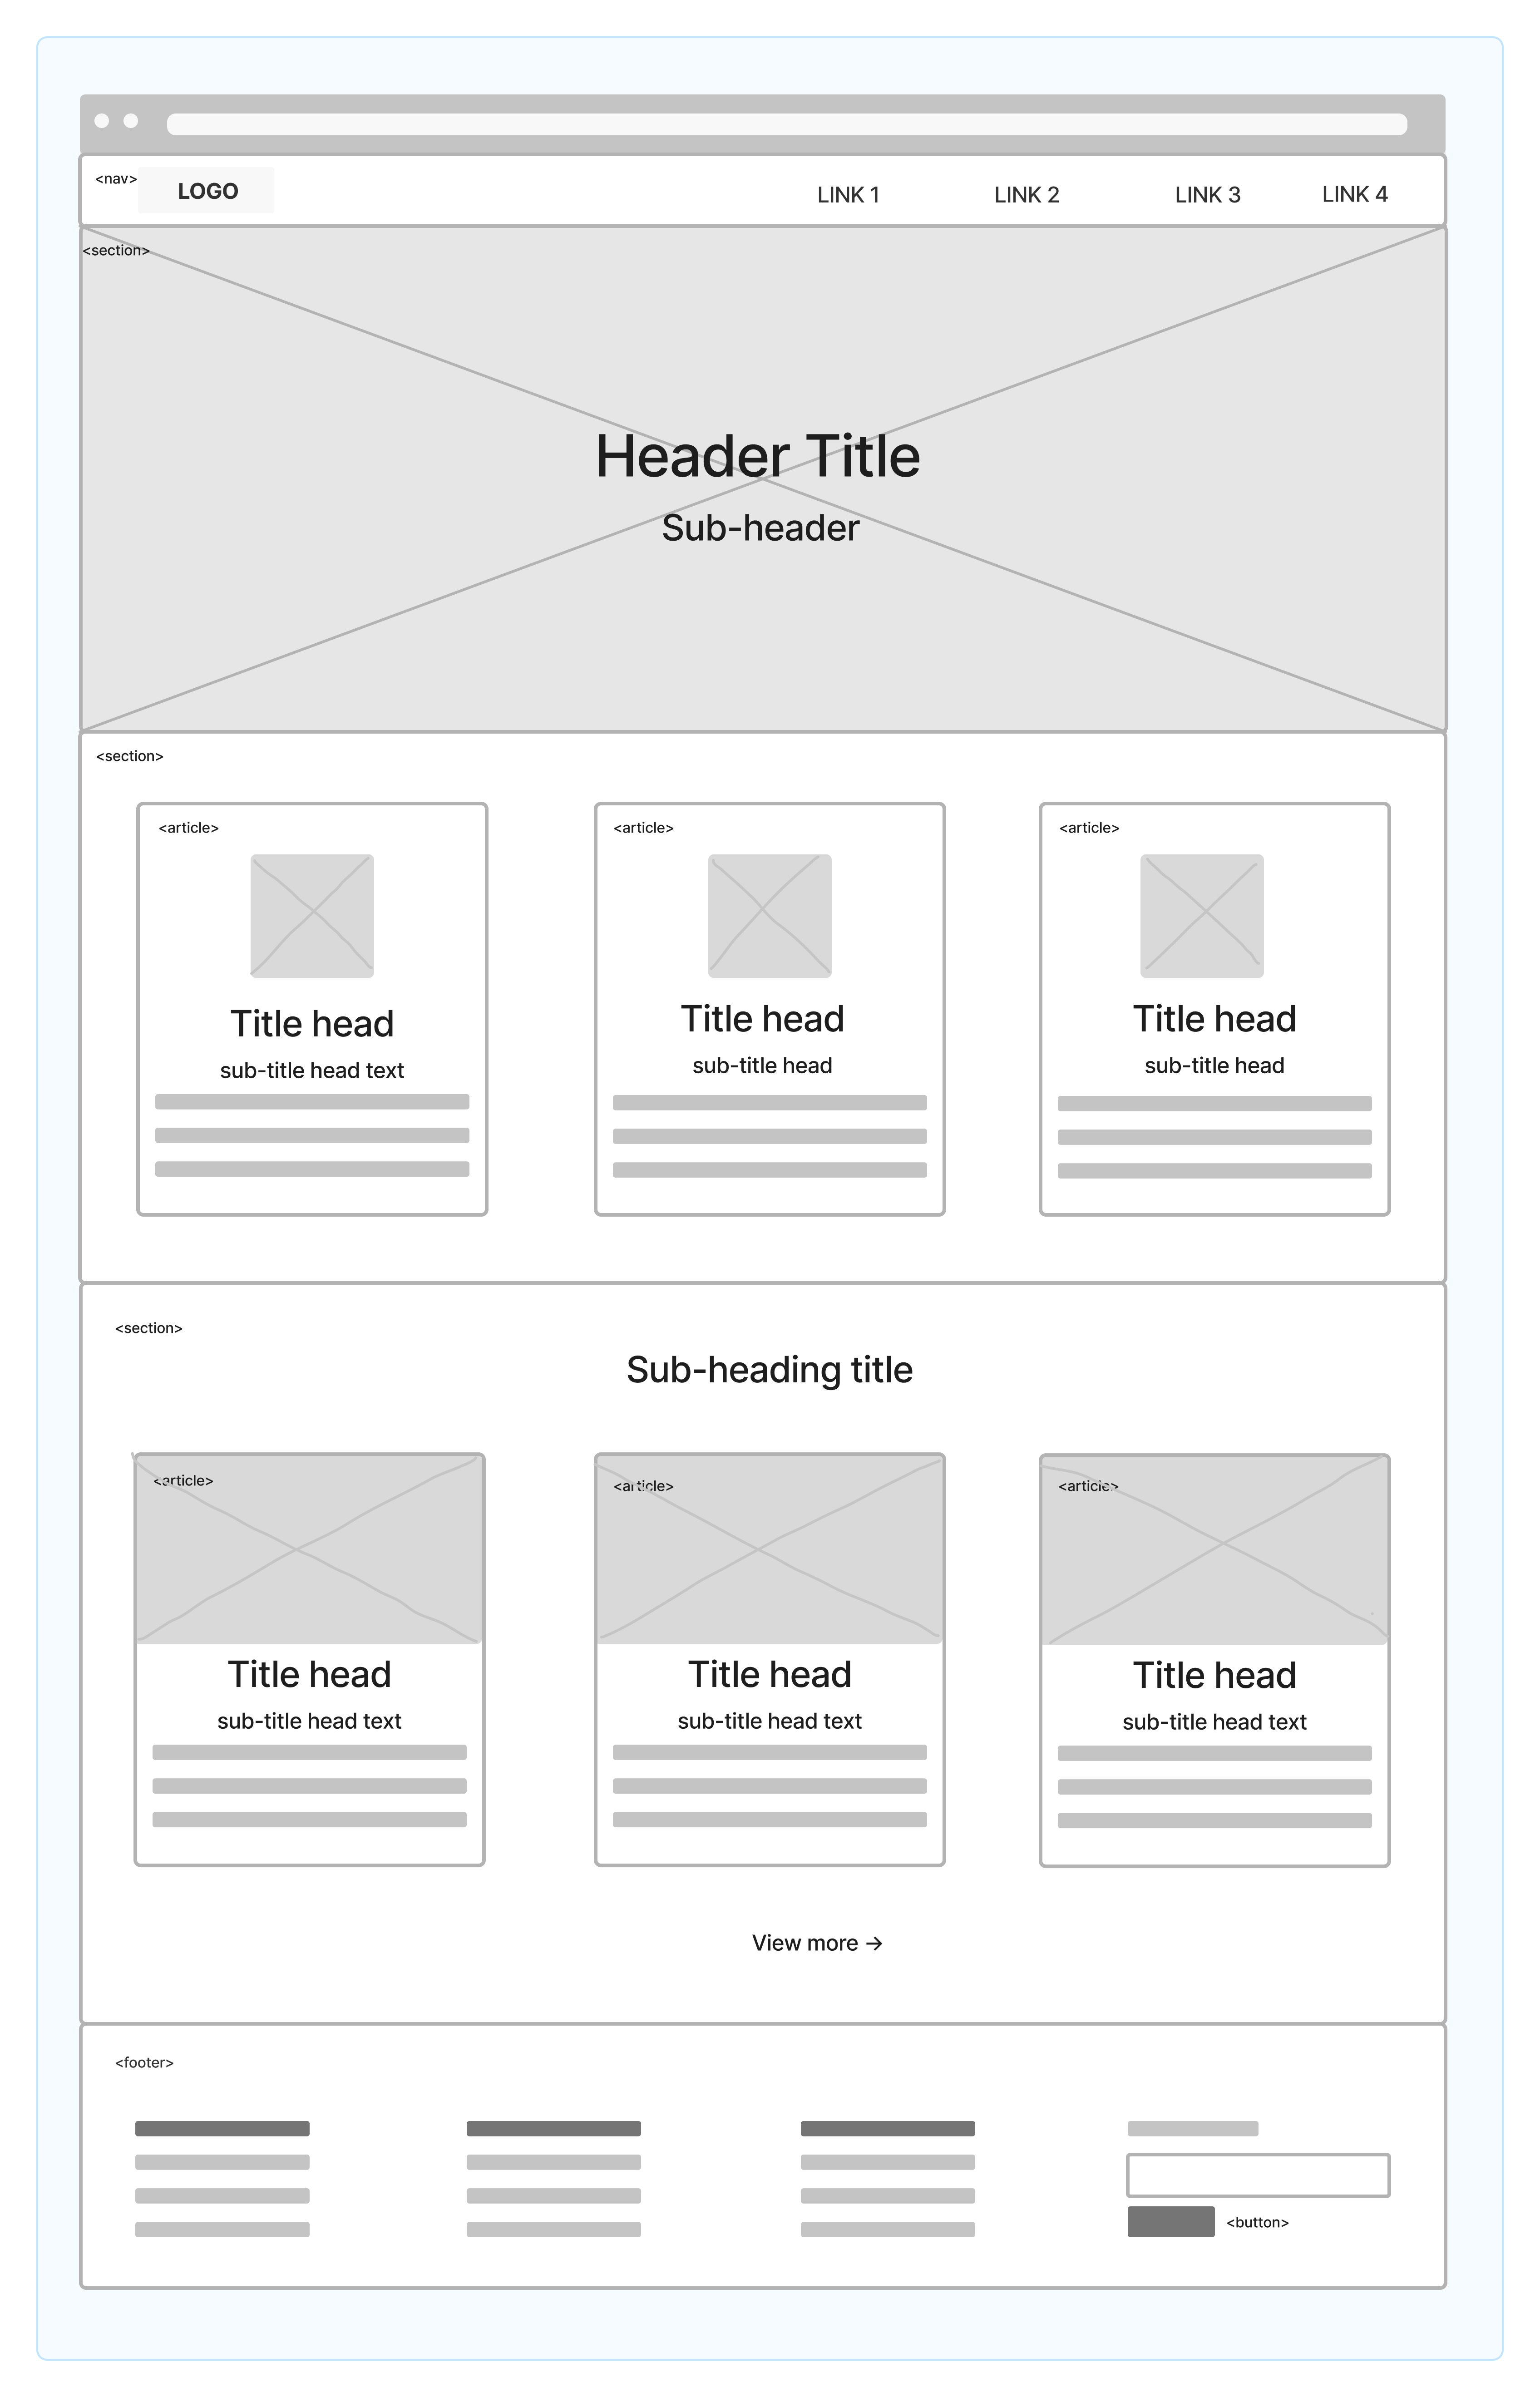 <nav>
LOGO
LINK 1
LINK 2
LINK 3
LINK 4
<section>
Header Title
Sub-header
<section>
<article>
Title head
sub-title head text
<article>
Title head
sub-title head
<article>
Title head
sub-title head
<section>
Sub-heading title
<article>
Title head
sub-title head text
<article>
Title head
sub-title head text
<article>
Title head
sub-title head text
View more →
<footer>
<button>